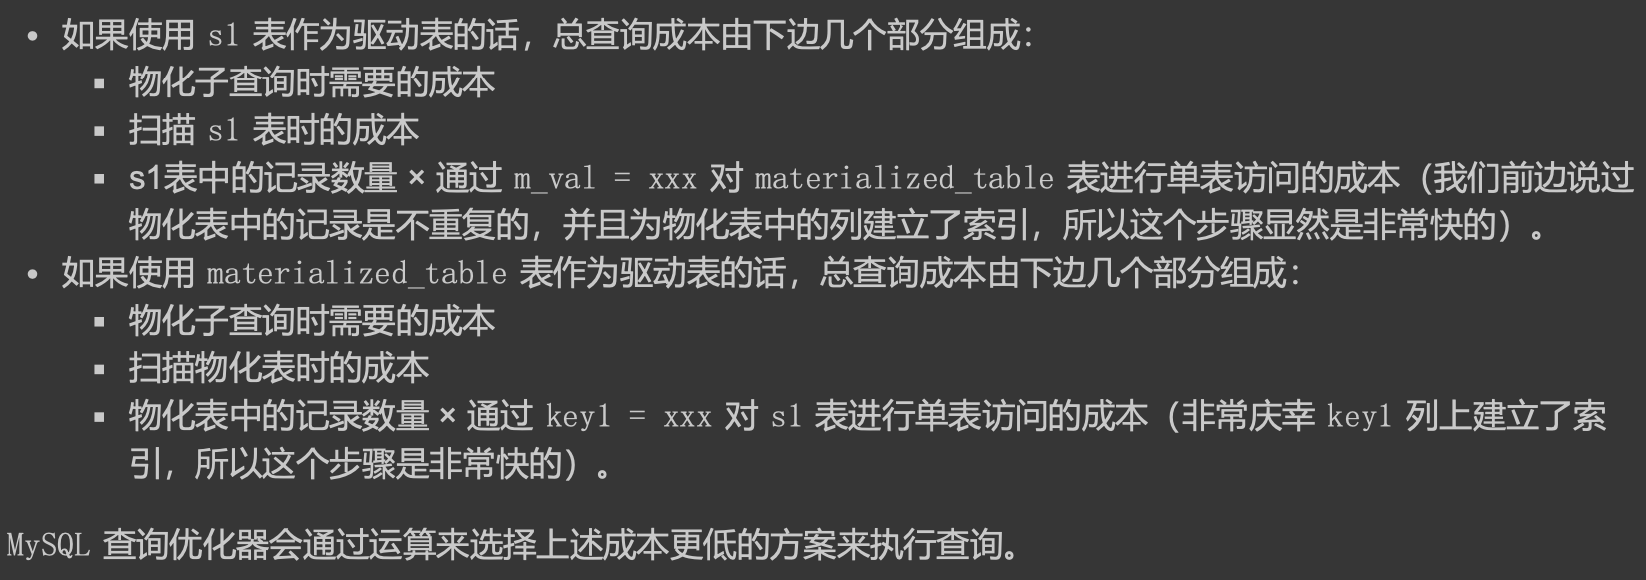 • 如果使用 s1 表作为驱动表的话，总查询成本由下边几个部分组成：
▪ 物化子查询时需要的成本
▪ 扫描 s1 表时的成本
▪ s1表中的记录数量 × 通过 m_val = xxx 对 materialized_table 表进行单表访问的成本（我们前边说过
物化表中的记录是不重复的，并且为物化表中的列建立了索引，所以这个步骤显然是非常快的）。
• 如果使用 materialized_table 表作为驱动表的话，总查询成本由下边几个部分组成：
▪ 物化子查询时需要的成本
▪ 扫描物化表时的成本
▪ 物化表中的记录数量 × 通过 key1 = xxx 对 s1 表进行单表访问的成本（非常庆幸 key1 列上建立了索
引，所以这个步骤是非常快的）。
MySQL 查询优化器会通过运算来选择上述成本更低的方案来执行查询。